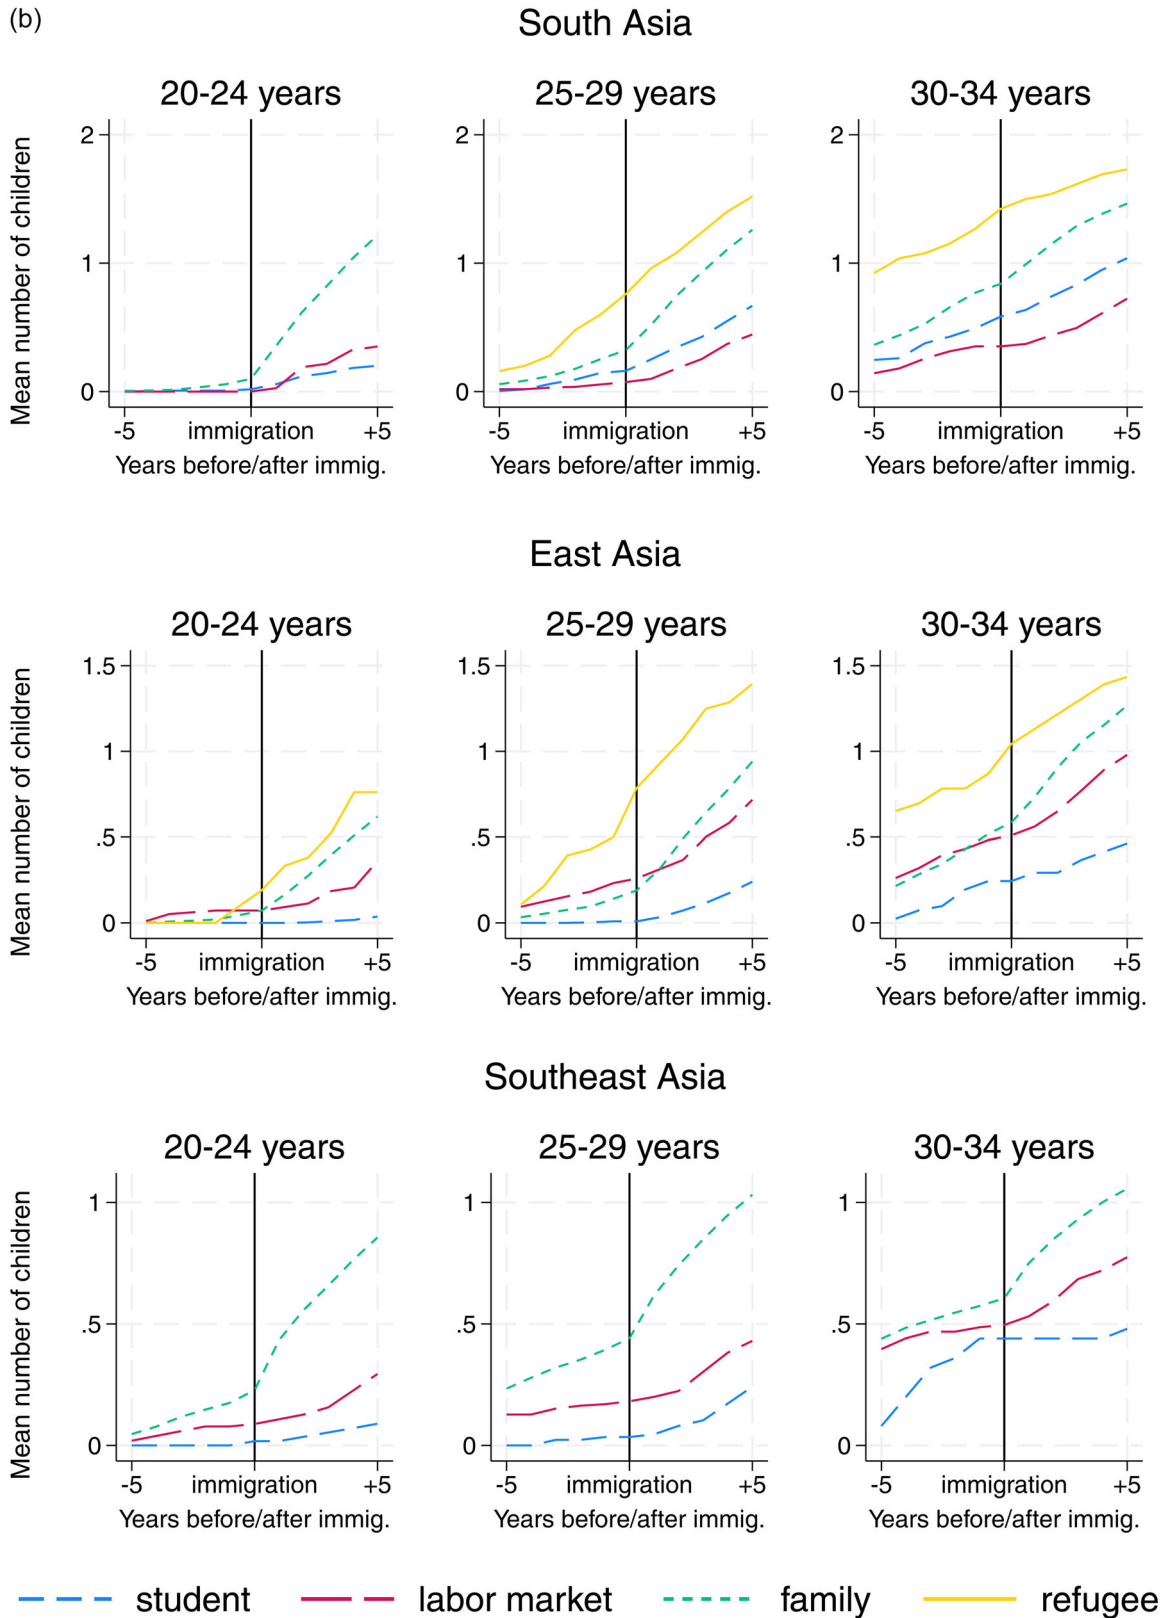 (b)
South Asia
20-24 years 25-29 years 30-34 years
Mean number of children
2 2 2
1 1 1
0 0 0
-5 immigration +5 -5 immigration +5 -5 immigration +5
Years before/after immig. Years before/after immig. Years before/after immig.
East Asia
20-24 years 25-29 years 30-34 years
Mean number of children
1.5 1.5 1.5
1 1 1
.5 .5 .5
0 0 0
-5 immigration +5 -5 immigration +5 -5 immigration +5
Years before/after immig. Years before/after immig. Years before/after immig.
Southeast Asia
20-24 years 25-29 years 30-34 years
Mean number of children
1 1 1
.5 .5 .5
0 0 0
-5 immigration +5 -5 immigration +5 -5 immigration +5
Years before/after immig. Years before/after immig. Years before/after immig.
student labor market family refugee